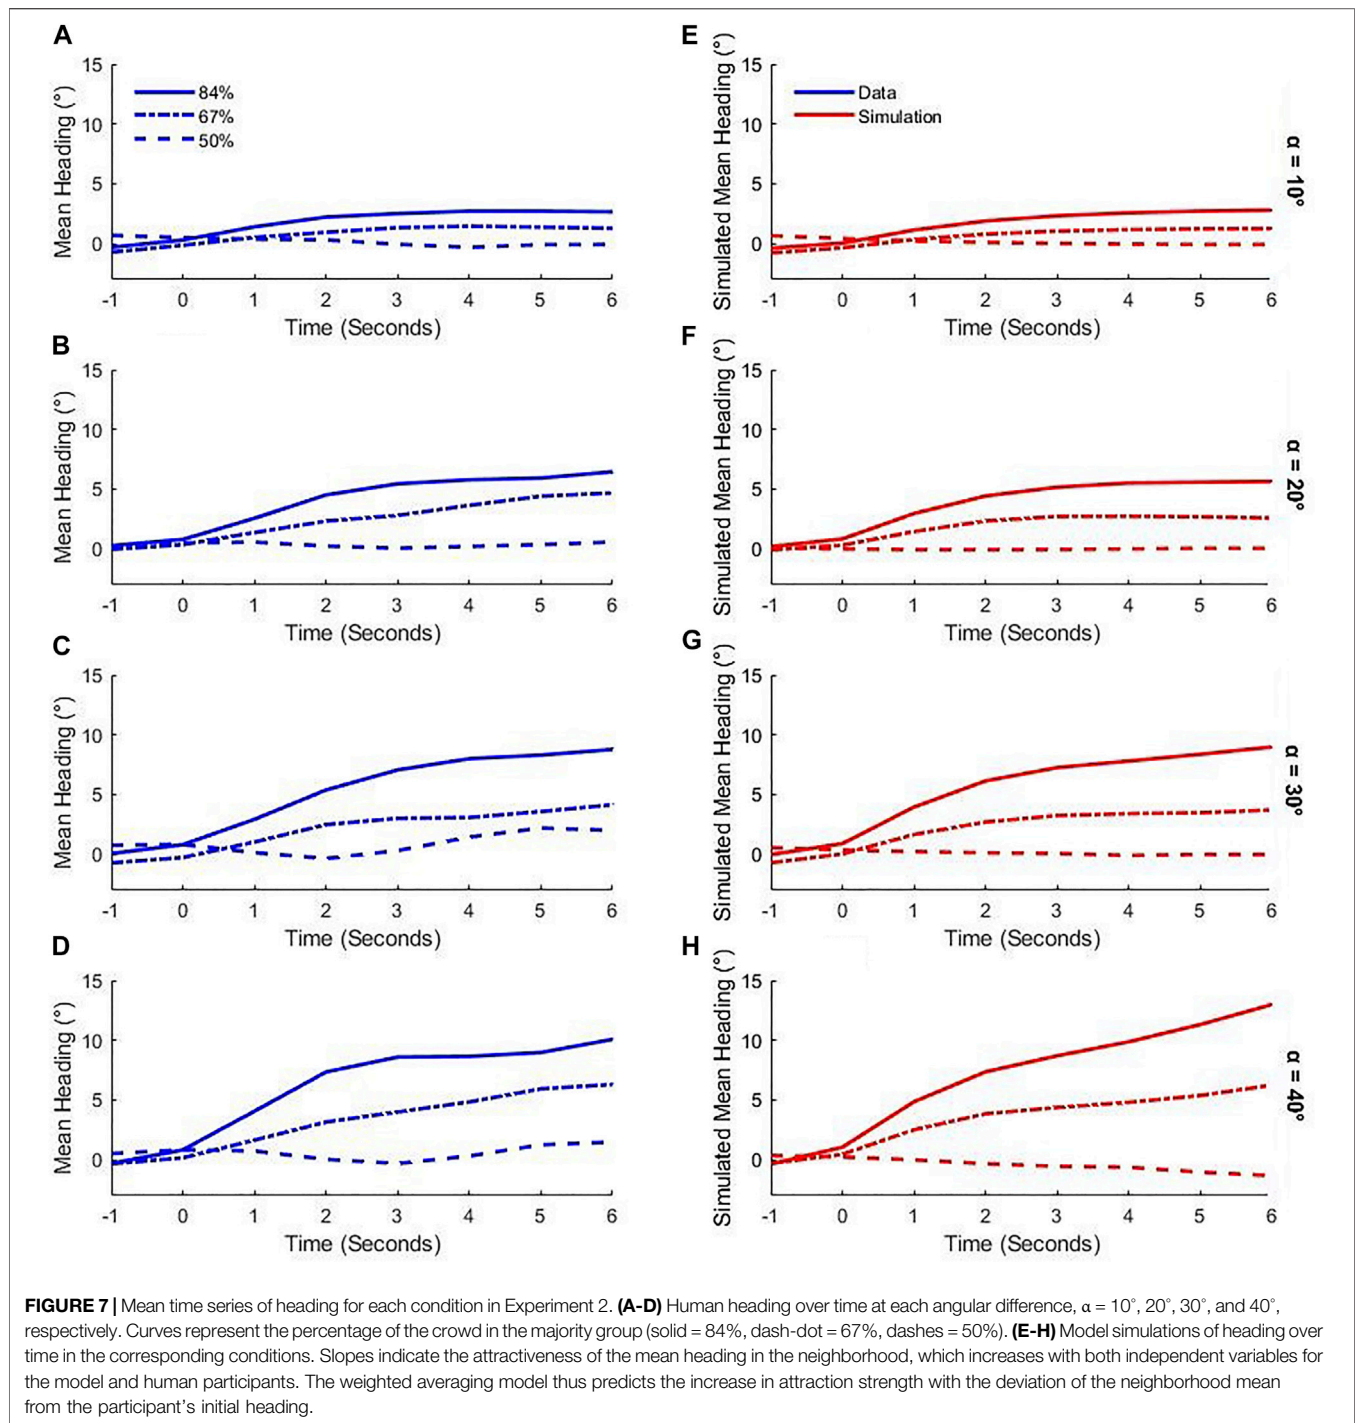 A
Mean Heading (°)
15
10
5
0
84%
67%
50%
-1 0 1 2 3 4 5 6
Time (Seconds)
E
Simulated Mean Heading (°)
15
10
5
0
Data
Simulation
-1 0 1 2 3 4 5 6
Time (Seconds)
α = 10°
B
Mean Heading (°)
15
10
5
0
-1 0 1 2 3 4 5 6
Time (Seconds)
F
Simulated Mean Heading (°)
15
10
5
0
-1 0 1 2 3 4 5 6
Time (Seconds)
α = 20°
C
Mean Heading (°)
15
10
5
0
-1 0 1 2 3 4 5 6
Time (Seconds)
G
Simulated Mean Heading (°)
15
10
5
0
-1 0 1 2 3 4 5 6
Time (Seconds)
α = 30°
D
Mean Heading (°)
15
10
5
0
-1 0 1 2 3 4 5 6
Time (Seconds)
H
Simulated Mean Heading (°)
15
10
5
0
-1 0 1 2 3 4 5 6
Time (Seconds)
α = 40°
FIGURE 7 | Mean time series of heading for each condition in Experiment 2. (A-D) Human heading over time at each angular difference, α = 10°, 20°, 30°, and 40°,
respectively. Curves represent the percentage of the crowd in the majority group (solid = 84%, dash-dot = 67%, dashes = 50%). (E-H) Model simulations of heading over
time in the corresponding conditions. Slopes indicate the attractiveness of the mean heading in the neighborhood, which increases with both independent variables for
the model and human participants. The weighted averaging model thus predicts the increase in attraction strength with the deviation of the neighborhood mean
from the participant's initial heading.